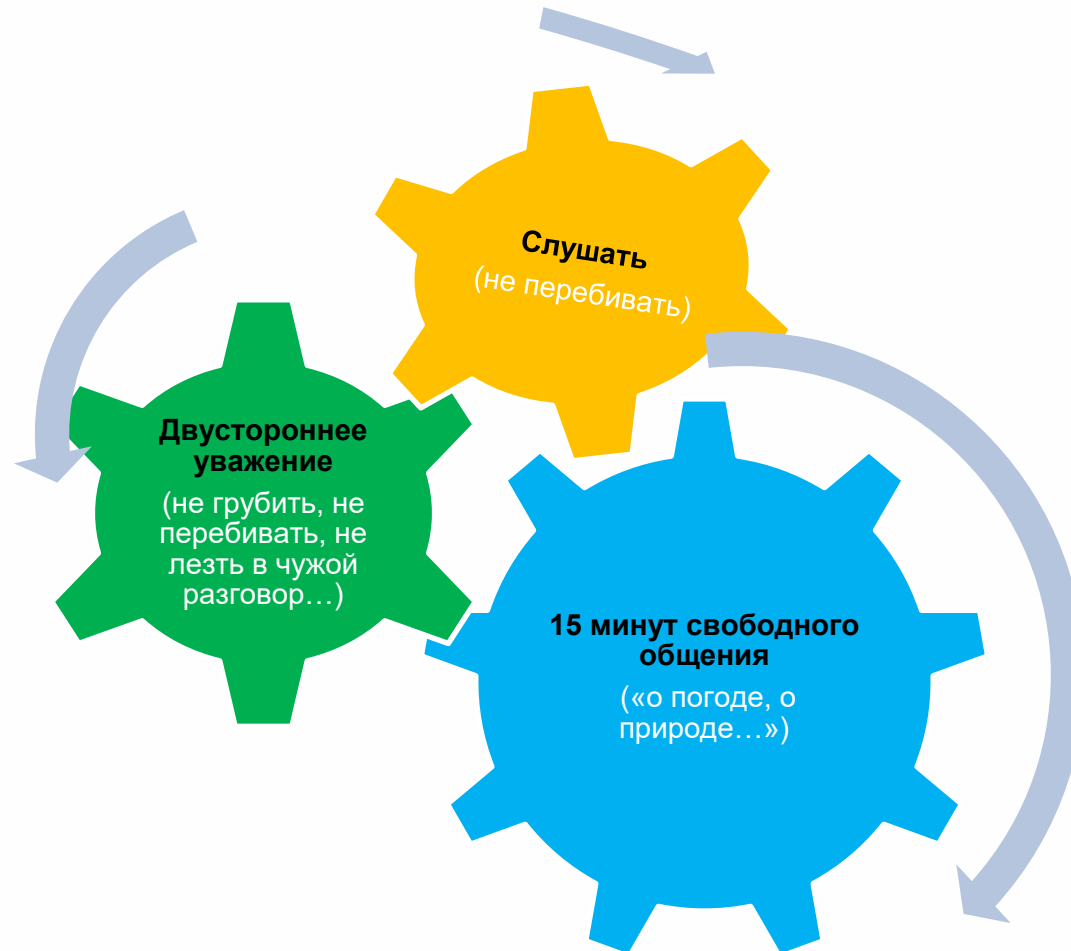 Слушать
(не перебивать)
Двустороннее
уважение
(не грубить, не
перебивать, не
лезть в чужой
разговор…)
15 минут свободного
общения
(«о погоде, о
природе…»)